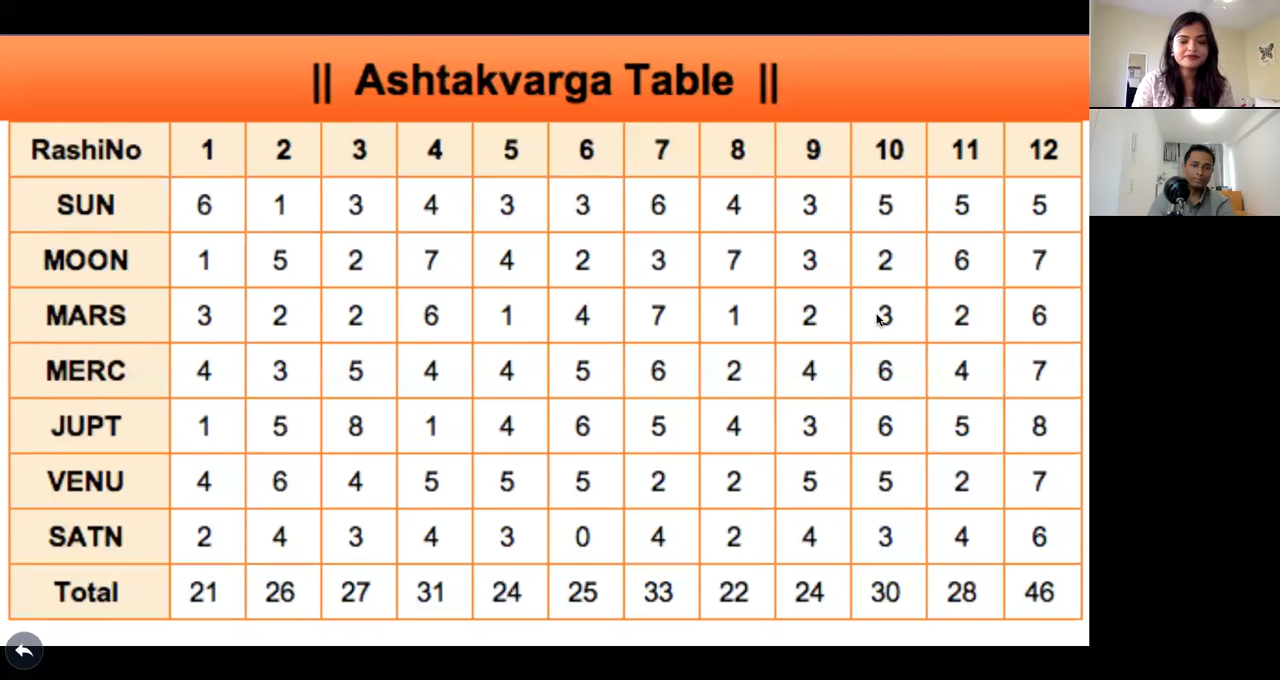 || Ashtakvarga Table ||
RashiNo 1 2 3 4 5 6 7 8 9 10 11 12
SUN 6 1 3 4 3 3 6 4 3 5 5 5
MOON 1 5 2 7 4 2 3 7 3 2 6 7
MARS 3 2 2 6 1 4 7 1 2 3 2 6
MERC 4 3 5 4 4 5 6 2 4 6 4 7
JUPT 1 5 8 1 4 6 5 4 3 6 5 8
VENU 4 6 4 5 5 5 2 2 5 5 2 7
SATN 2 4 3 4 3 0 4 2 4 3 4 6
Total 21 26 27 31 24 25 33 22 24 30 28 46